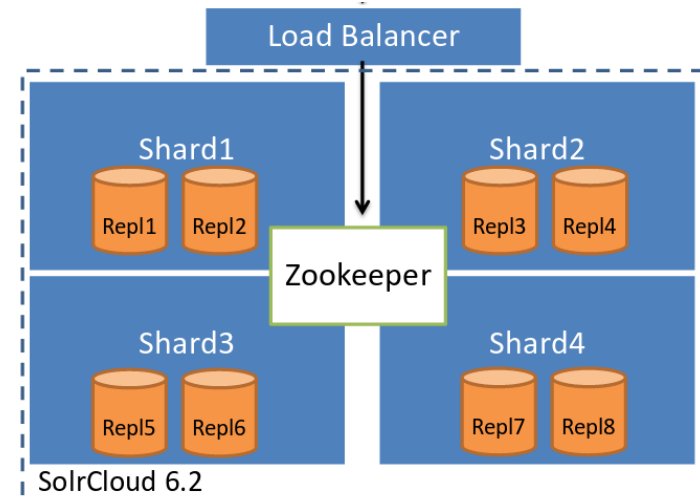 Load Balancer
Shard1
Repl1 Repl2
Shard2
Repl3 Repl4
Zookeeper
Shard3
Repl5 Repl6
Shard4
Repl7 Repl8
SolrCloud 6.2